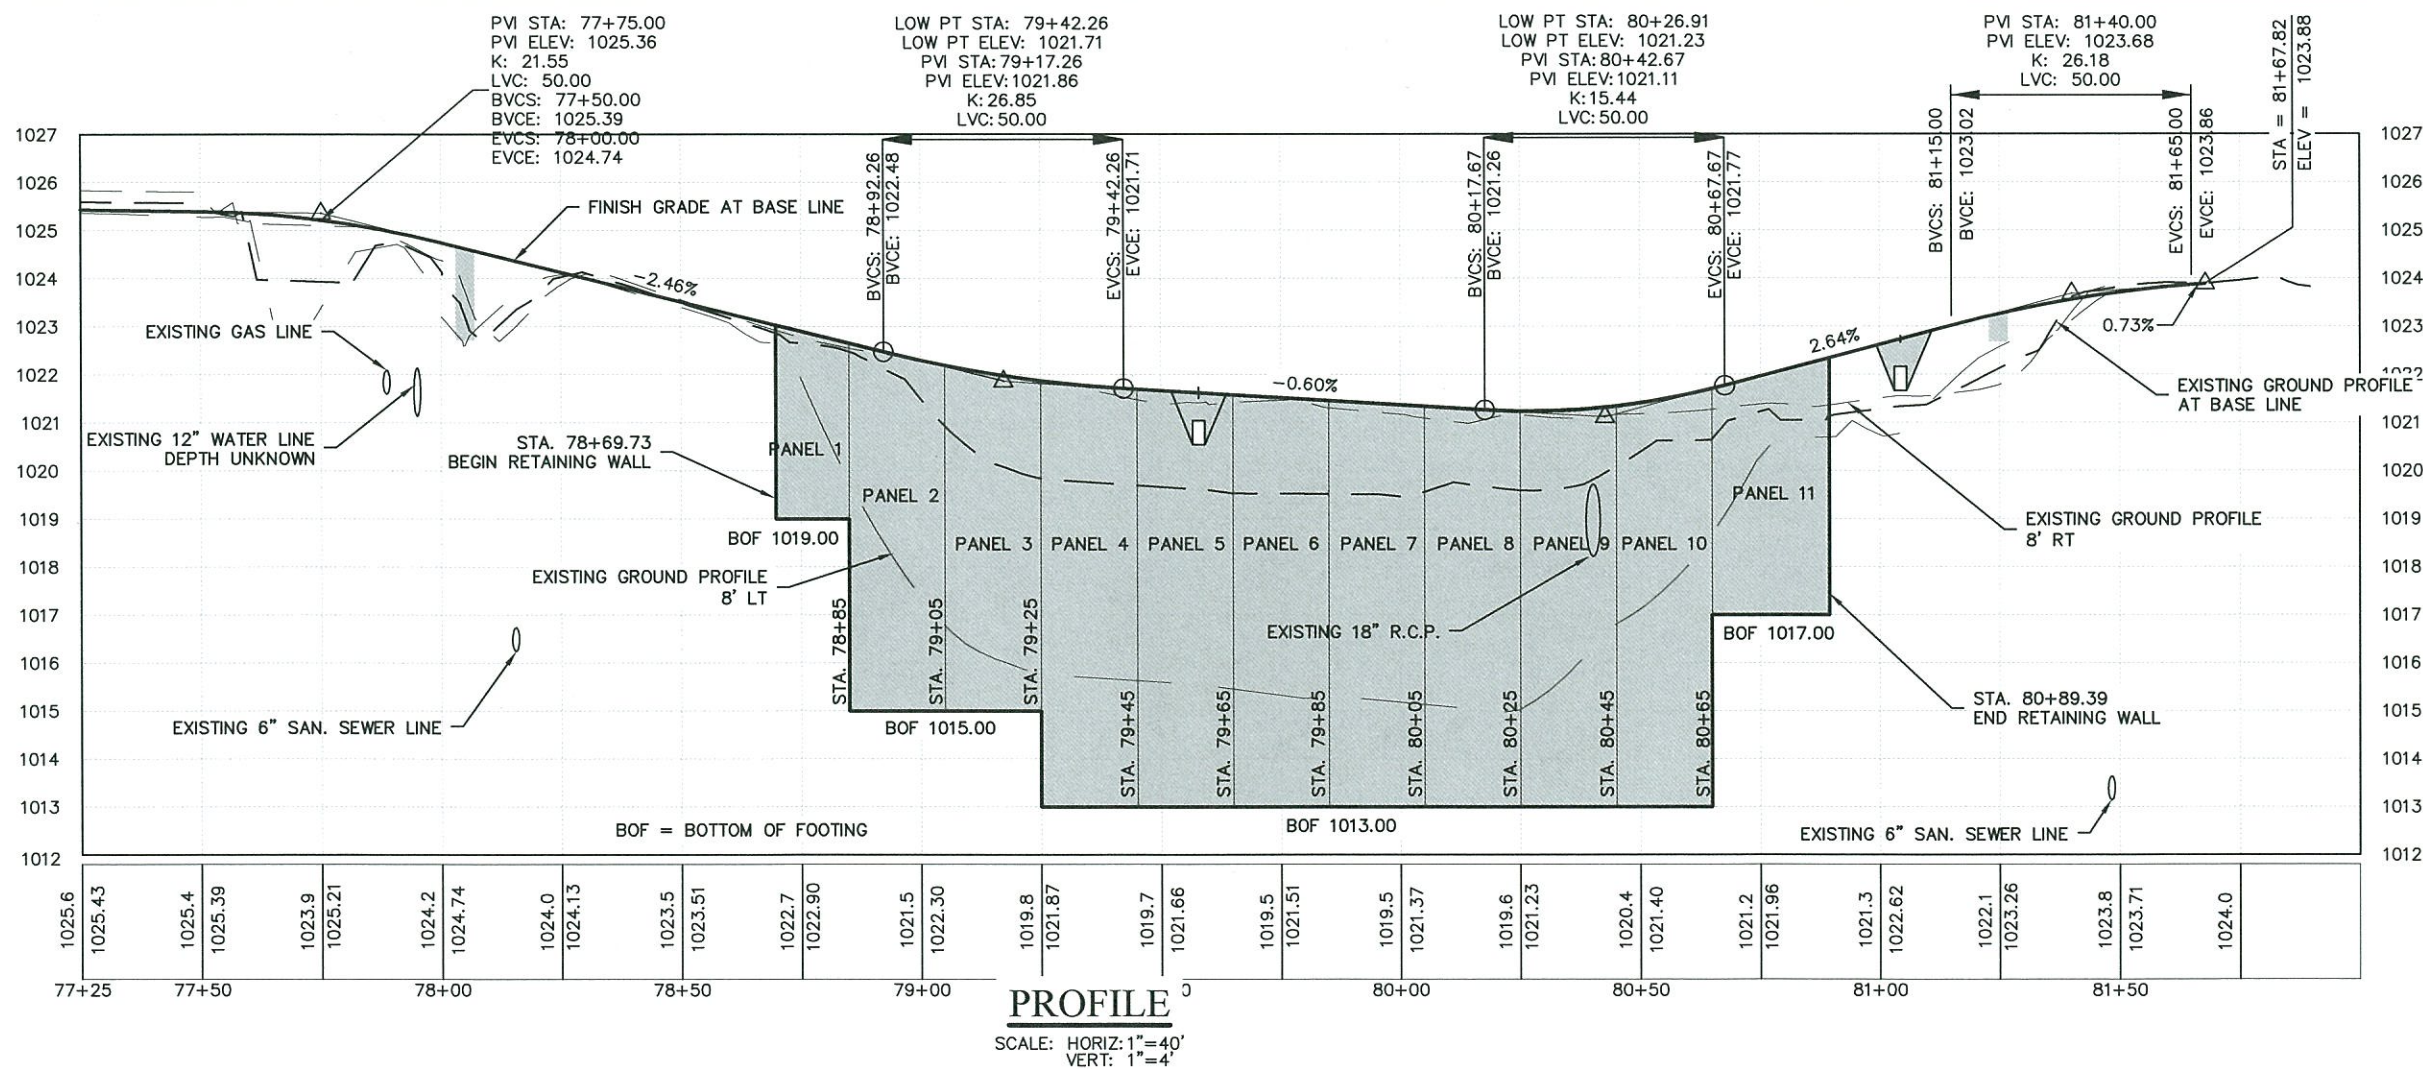 PVI STA: 77+75.00
PVI ELEV: 1025.36
K: 21.55
LVC: 50.00
BVCS: 77+50.00
BVCE: 1025.39
EVCS: 78+00.00
EVCE: 1024.74
LOW PT STA: 79+42.26
LOW PT ELEV: 1021.71
PVI STA: 79+17.26
PVI ELEV: 1021.86
K: 26.85
LVC: 50.00
LOW PT STA: 80+26.91
LOW PT ELEV: 1021.23
PVI STA: 80+42.67
PVI ELEV: 1021.11
K: 15.44
LVC: 50.00
PVI STA: 81+40.00
PVI ELEV: 1023.68
K: 26.18
LVC: 50.00
STA = 81+67.82
ELEV = 1023.88
BVCS: 78+92.26
BVCE: 1022.48
EVCS: 79+42.26
EVCE: 1021.71
BVCS: 80+17.67
BVCE: 1021.26
EVCS: 80+67.67
EVCE: 1021.77
BVCS: 81+15.00
BVCE: 1023.02
EVCS: 81+65.00
EVCE: 1023.86
1027
1026
1025
1024
1023
1022
1021
1020
1019
1018
1017
1016
1015
1014
1013
1012
1027
1026
1025
1024
1023
1022
1021
1020
1019
1018
1017
1016
1015
1014
1013
1012
FINISH GRADE AT BASE LINE
-2.46%
-0.60%
2.64%
0.73%
EXISTING GAS LINE
EXISTING 12" WATER LINE
DEPTH UNKNOWN
STA. 78+69.73
BEGIN RETAINING WALL
EXISTING GROUND PROFILE
AT BASE LINE
PANEL 1
PANEL 2
PANEL 3
PANEL 4
PANEL 5
PANEL 6
PANEL 7
PANEL 8
PANEL 9
PANEL 10
PANEL 11
BOF 1019.00
EXISTING GROUND PROFILE
8' LT
EXISTING GROUND PROFILE
8' RT
EXISTING 18" R.C.P.
BOF 1017.00
STA. 78+85
STA. 79+05
STA. 79+25
STA. 79+45
STA. 79+65
STA. 79+85
STA. 80+05
STA. 80+25
STA. 80+45
STA. 80+65
EXISTING 6" SAN. SEWER LINE
BOF 1015.00
STA. 80+89.39
END RETAINING WALL
BOF = BOTTOM OF FOOTING
BOF 1013.00
EXISTING 6" SAN. SEWER LINE
1025.6
1025.43
1025.4
1025.39
1023.9
1025.21
1024.2
1024.74
1024.0
1024.13
1023.5
1023.51
1022.7
1022.90
1021.5
1022.30
1019.8
1021.87
1019.7
1021.66
1019.5
1021.51
1019.5
1021.37
1019.6
1021.23
1020.4
1021.40
1021.2
1021.96
1021.3
1022.62
1022.1
1023.26
1023.8
1023.71
1024.0
77+25
77+50
78+00
78+50
79+00
0
80+00
80+50
81+00
81+50
PROFILE
SCALE: HORIZ: 1"=40'
VERT: 1"=4'